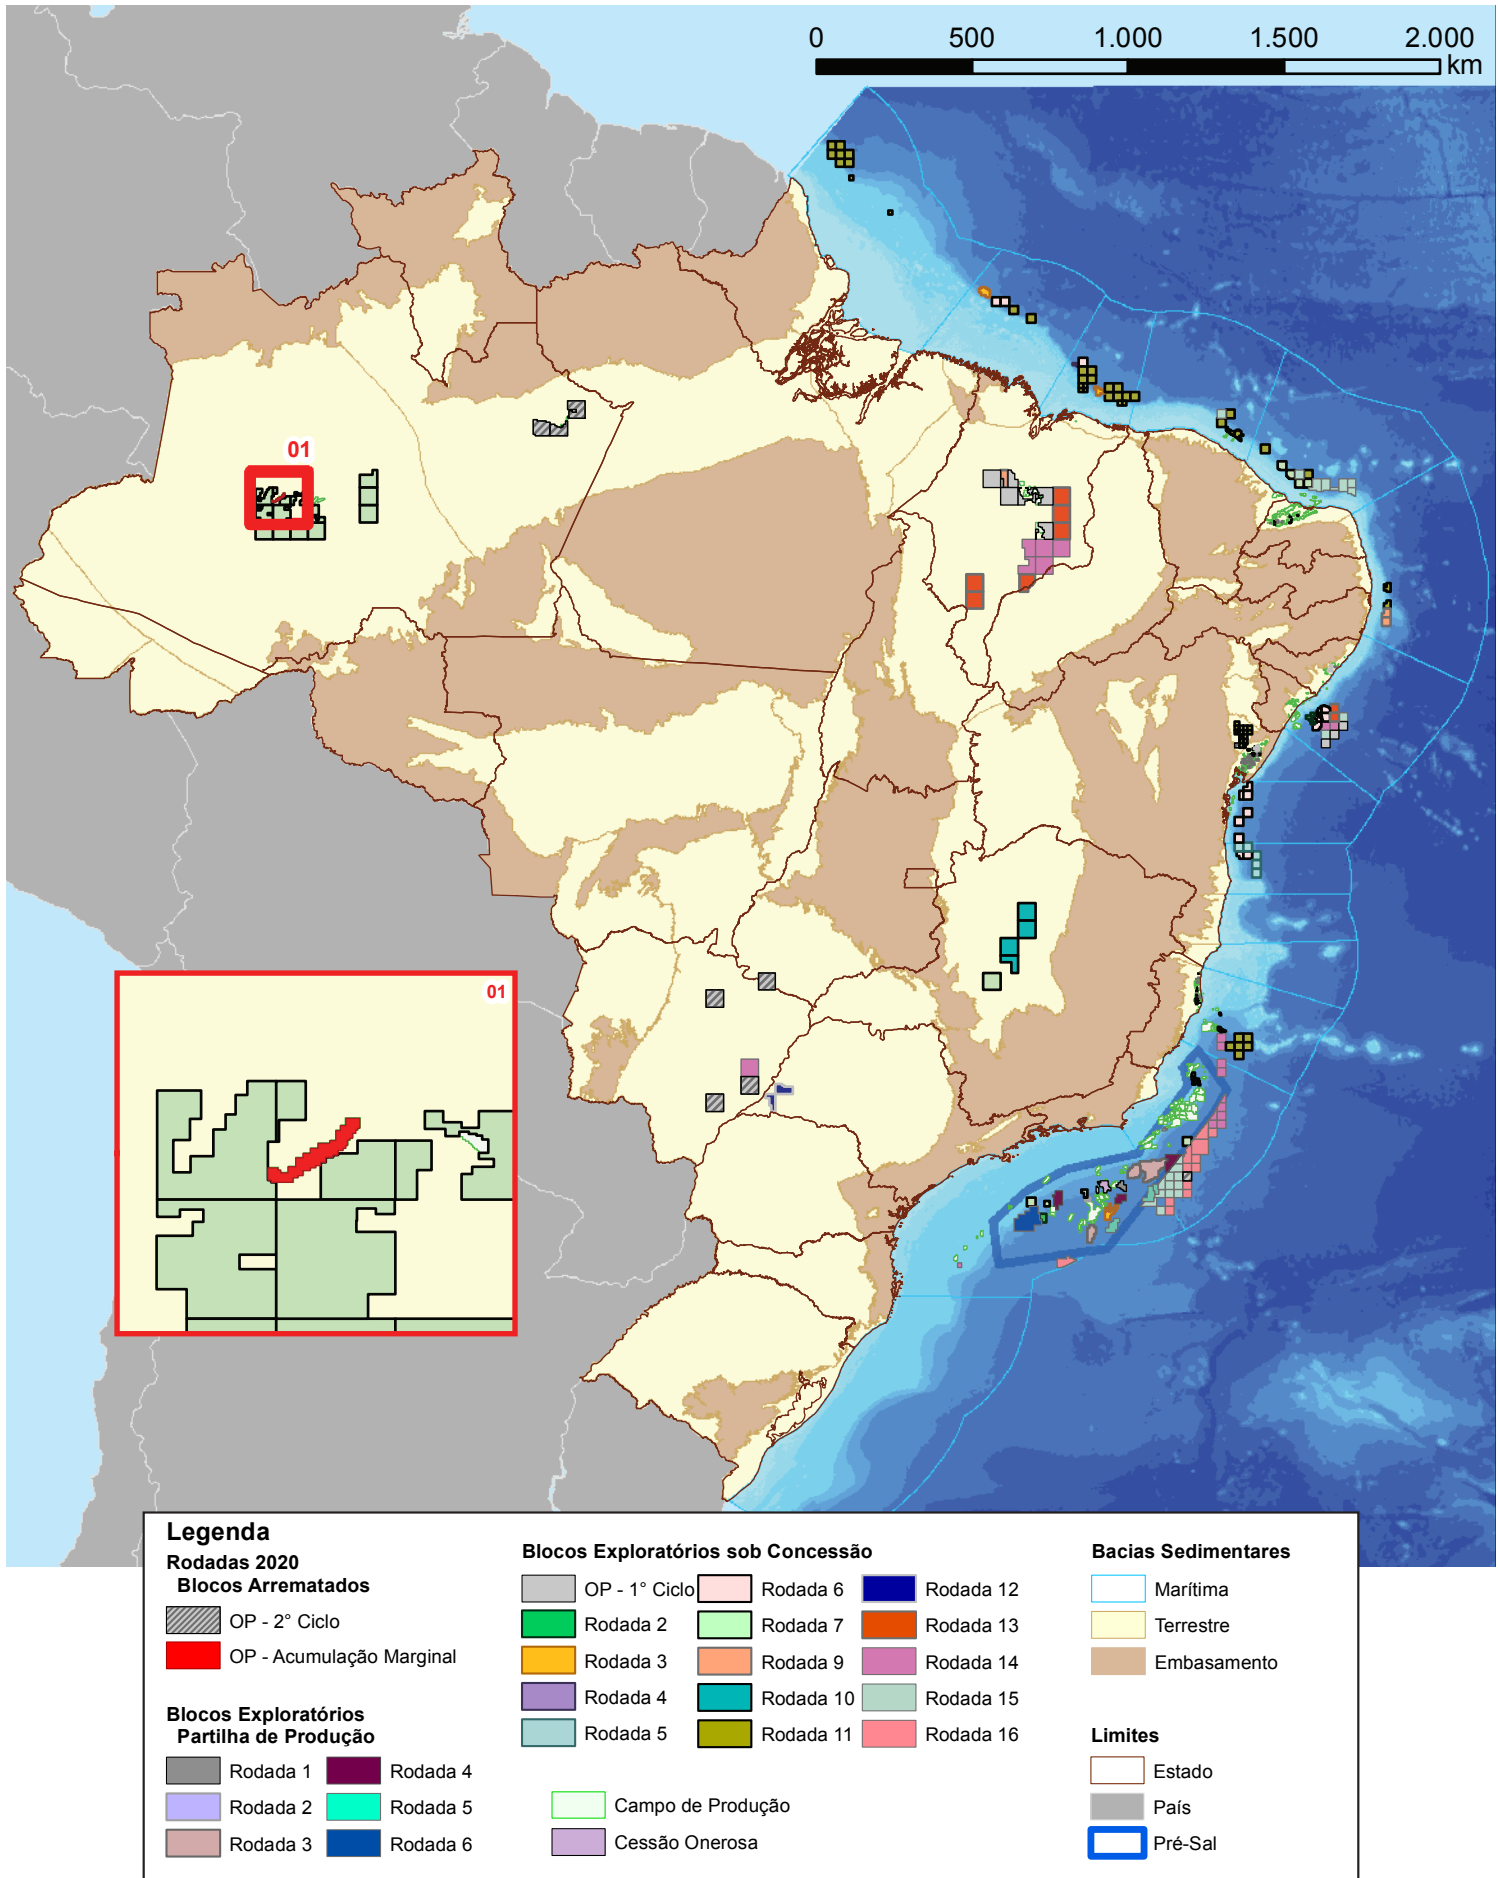 0 500 1.000 1.500 2.000
km
01
01
Legenda
Rodadas 2020
Blocos Arrematados
OP - 2° Ciclo
OP - Acumulação Marginal
Blocos Exploratórios
Partilha de Produção
Rodada 1
Rodada 2
Rodada 3
Rodada 4
Rodada 5
Rodada 6
Blocos Exploratórios sob Concessão
OP - 1° Ciclo
Rodada 2
Rodada 3
Rodada 4
Rodada 5
Rodada 6
Rodada 7
Rodada 9
Rodada 10
Rodada 11
Rodada 12
Rodada 13
Rodada 14
Rodada 15
Rodada 16
Campo de Produção
Cessão Onerosa
Bacias Sedimentares
Marítima
Terrestre
Embasamento
Limites
Estado
País
Pré-Sal